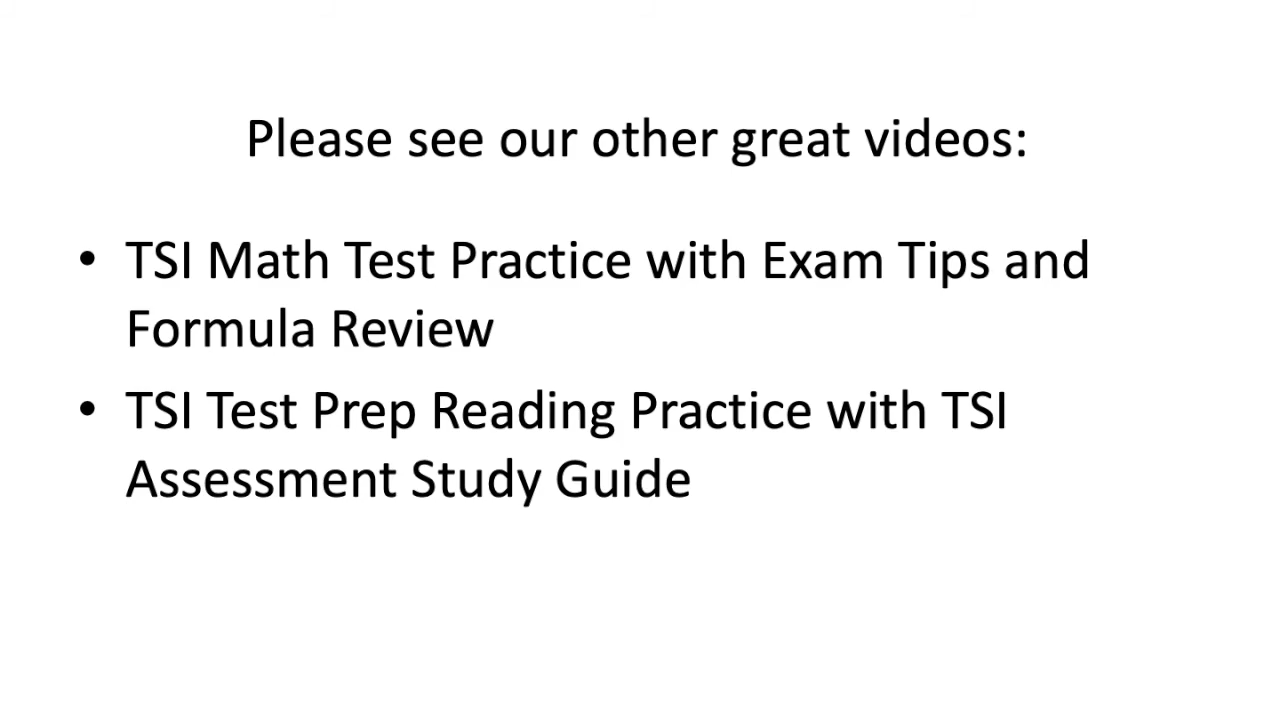 Please see our other great videos:
• TSI Math Test Practice with Exam Tips and
Formula Review
• TSI Test Prep Reading Practice with TSI
Assessment Study Guide